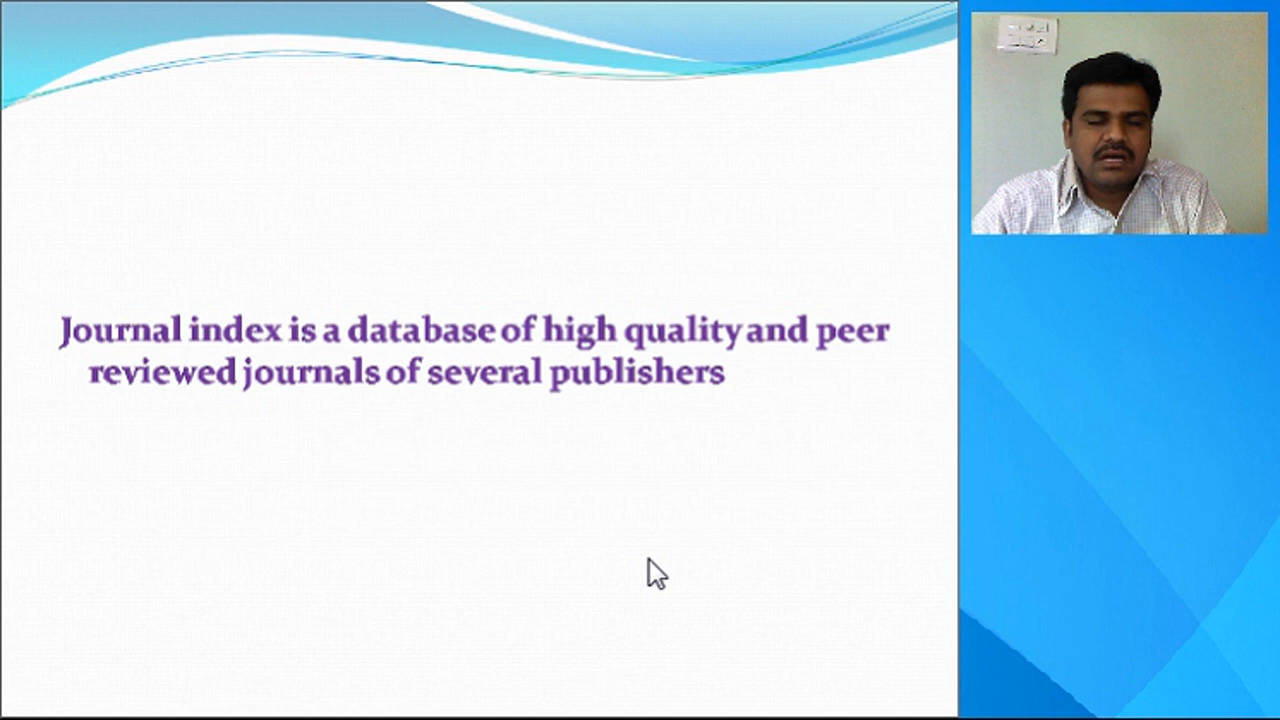 Journal index is a database of high quality and peer
reviewed journals of several publishers